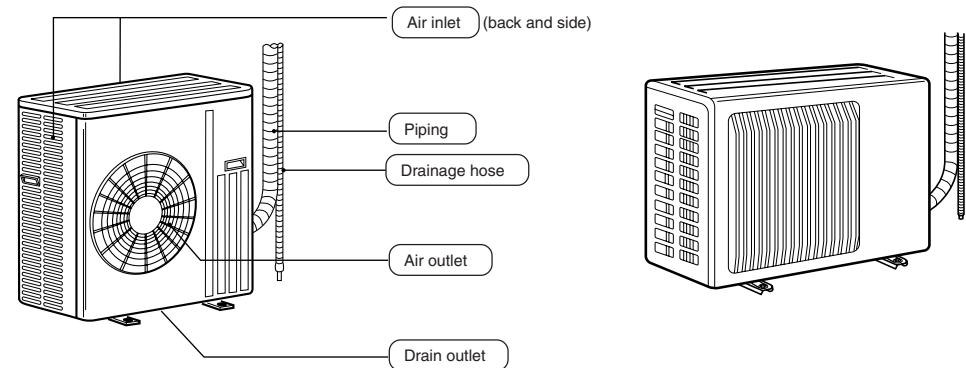 Air inlet (back and side)
Piping
Drainage hose
Air outlet
Drain outlet